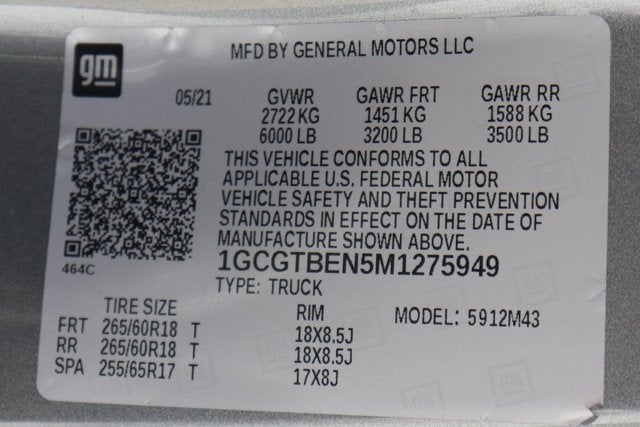 gm
MFD BY GENERAL MOTORS LLC
05/21 GVWR GAWR FRT GAWR RR
2722 KG 1451 KG 1588 KG
6000 LB 3200 LB 3500 LB
THIS VEHICLE CONFORMS TO ALL
APPLICABLE U.S. FEDERAL MOTOR
VEHICLE SAFETY AND THEFT PREVENTION
STANDARDS IN EFFECT ON THE DATE OF
MANUFACTURE SHOWN ABOVE.
464C
1GCGTBEN5M1275949
TYPE: TRUCK
TIRE SIZE RIM MODEL: 5912M43
FRT 265/60R18 T 18X8.5J
RR 265/60R18 T 18X8.5J
SPA 255/65R17 T 17X8J